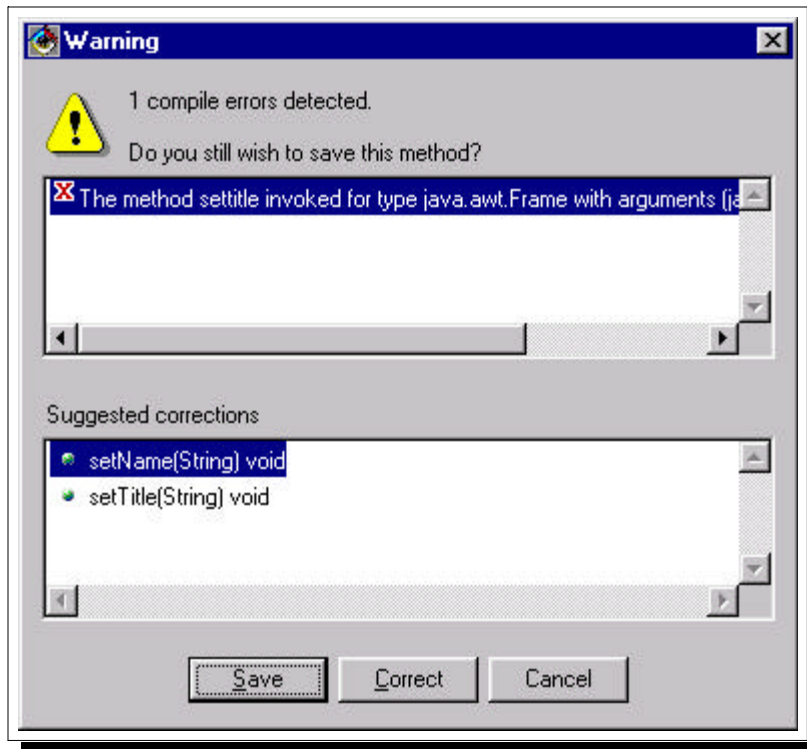 Warning
1 compile errors detected.
Do you still wish to save this method?
The method settitle invoked for type java.awt.Frame with arguments (ja
Suggested corrections
setName(String) void
setTitle(String) void
Save Correct Cancel